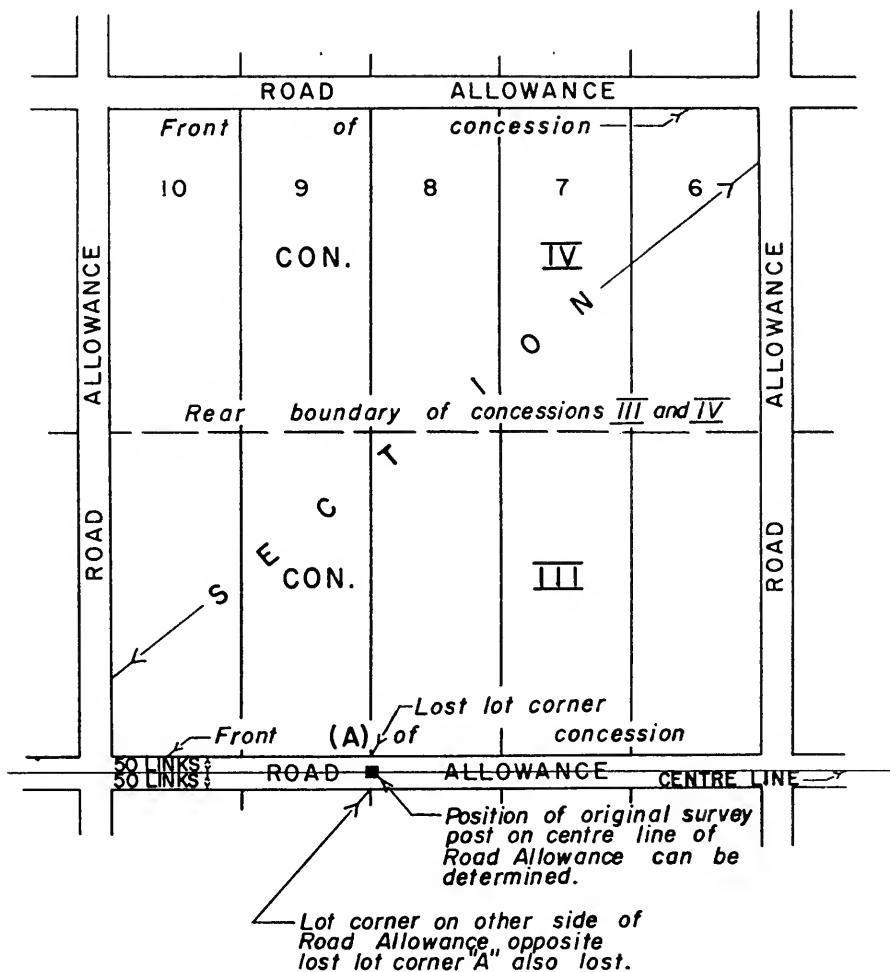 ROAD ALLOWANCE
Front of concession
10 9 8 7 6
CON. IV
ROAD ALLOWANCE
ROAD ALLOWANCE
SECTION
Rear boundary of concessions III and IV
CON. III
Lost lot corner
Front (A) of concession
50 LINKS
50 LINKS
ROAD ALLOWANCE
CENTRE LINE
Position of original survey
post on centre line of
Road Allowance can be
determined.
Lot corner on other side of
Road Allowance opposite
lost lot corner "A" also lost.